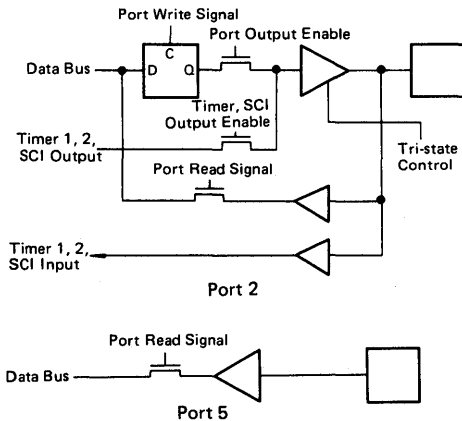 Port Write Signal
Port Output Enable
C
Data Bus
D
Q
Timer, SCI
Output Enable
Timer 1, 2,
SCI Output
Tri-state
Control
Port Read Signal
Timer 1, 2,
SCI Input
Port 2
Port Read Signal
Data Bus
Port 5